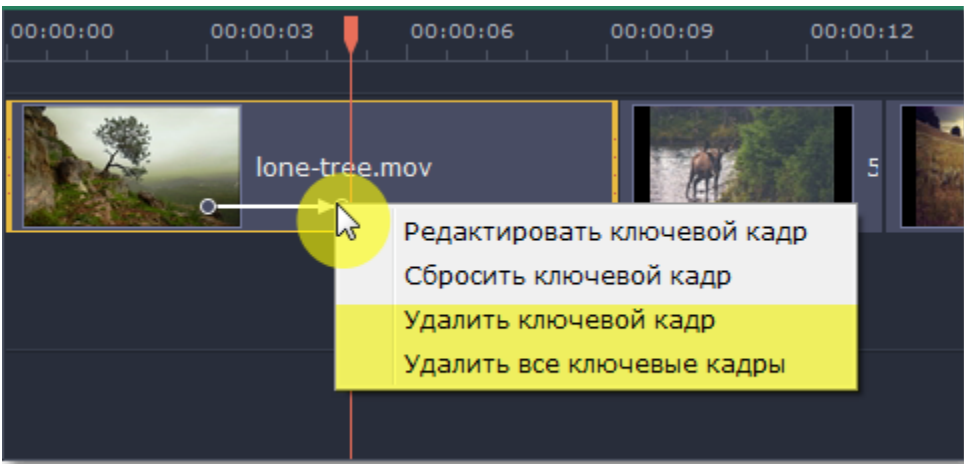 00:00:00 00:00:03 00:00:06 00:00:09 00:00:12
lone-tree.mov
5
Редактировать ключевой кадр
Сбросить ключевой кадр
Удалить ключевой кадр
Удалить все ключевые кадры